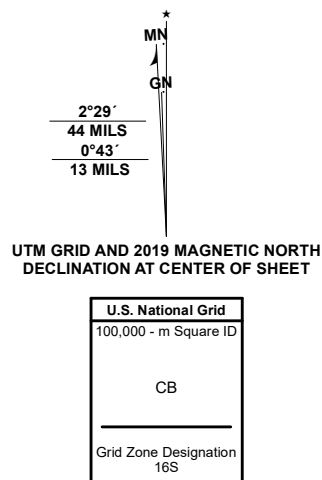 MN
GN
2°29´
44 MILS
0°43´
13 MILS
UTM GRID AND 2019 MAGNETIC NORTH
DECLINATION AT CENTER OF SHEET
U.S. National Grid
100,000 - m Square ID
CB
Grid Zone Designation
16S